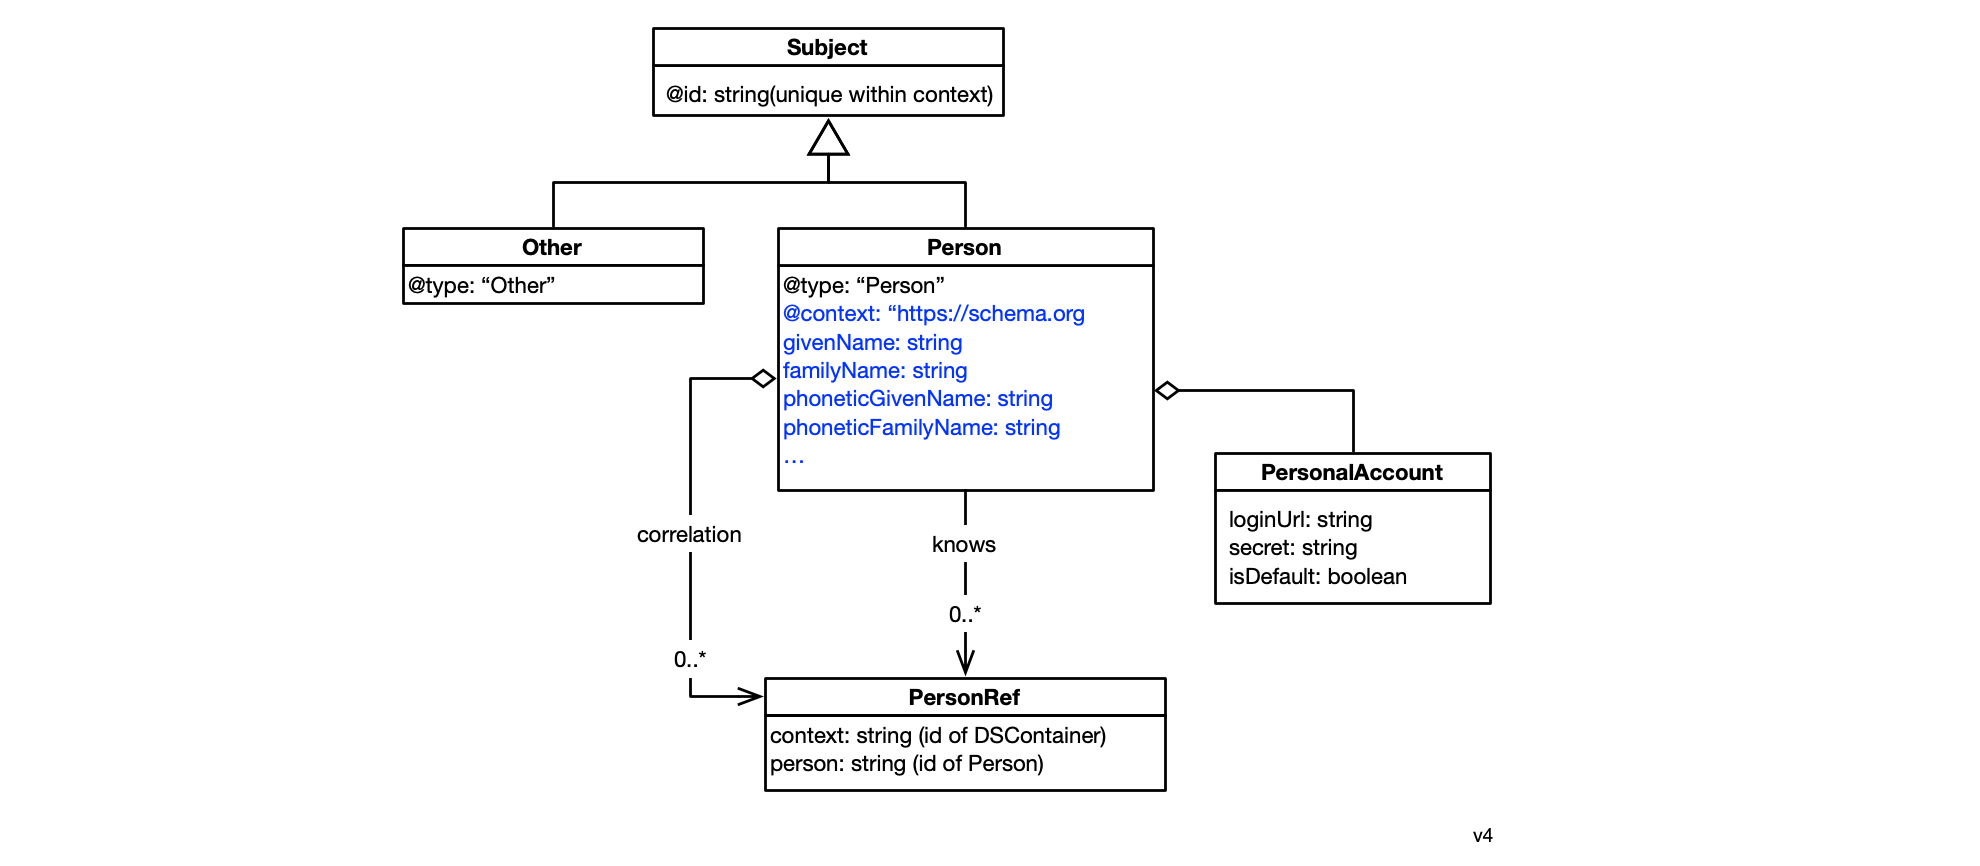 Subject
@id: string(unique within context)
Other
@type: “Other”
Person
@type: “Person”
@context: “https://schema.org
givenName: string
familyName: string
phoneticGivenName: string
phoneticFamilyName: string
...
PersonalAccount
loginUrl: string
secret: string
isDefault: boolean
correlation
knows
0..*
0..*
PersonRef
context: string (id of DSContainer)
person: string (id of Person)
v4